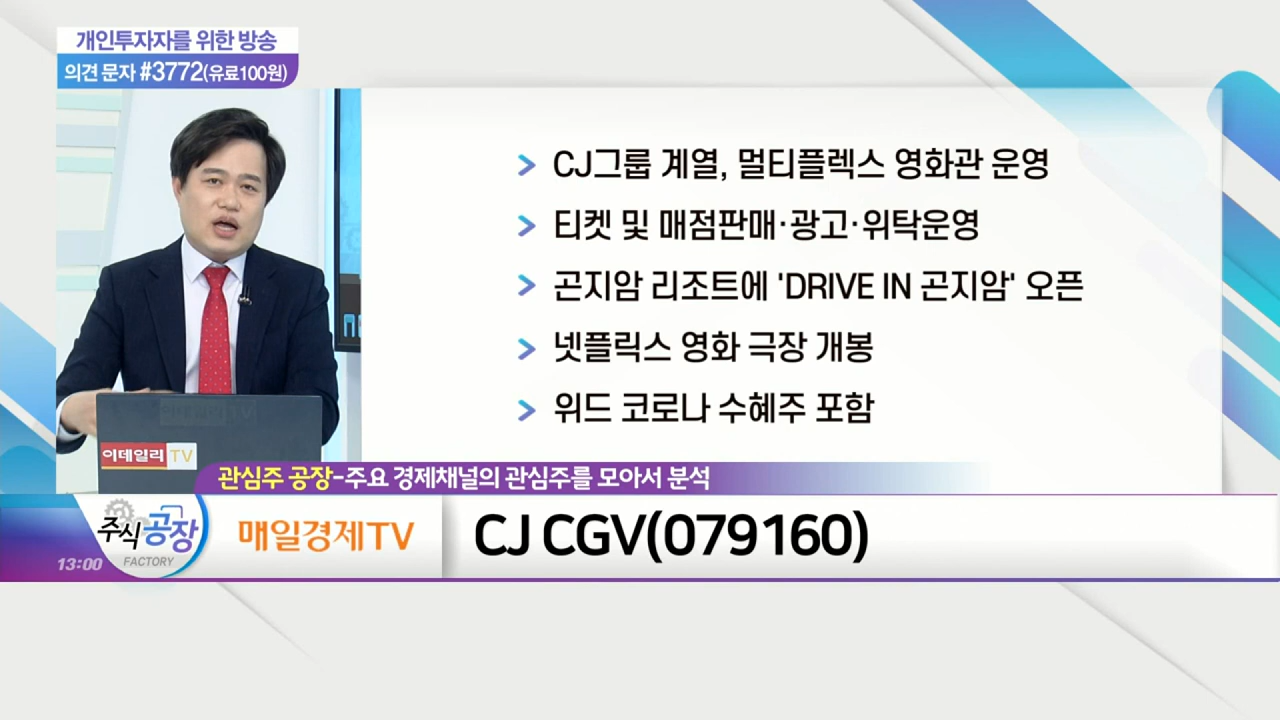 개인투자자를 위한 방송
의견 문자 #3772(유료100원)
CJ그룹 계열, 멀티플렉스 영화관 운영
티켓 및 매점판매·광고·위탁운영
곤지암 리조트에 'DRIVE IN 곤지암' 오픈
넷플릭스 영화 극장 개봉
위드 코로나 수혜주 포함
이데일리 TV
관심주 공장-주요 경제채널의 관심주를 모아서 분석
주식공장
FACTORY
13:00
매일경제TV
CJ CGV(079160)